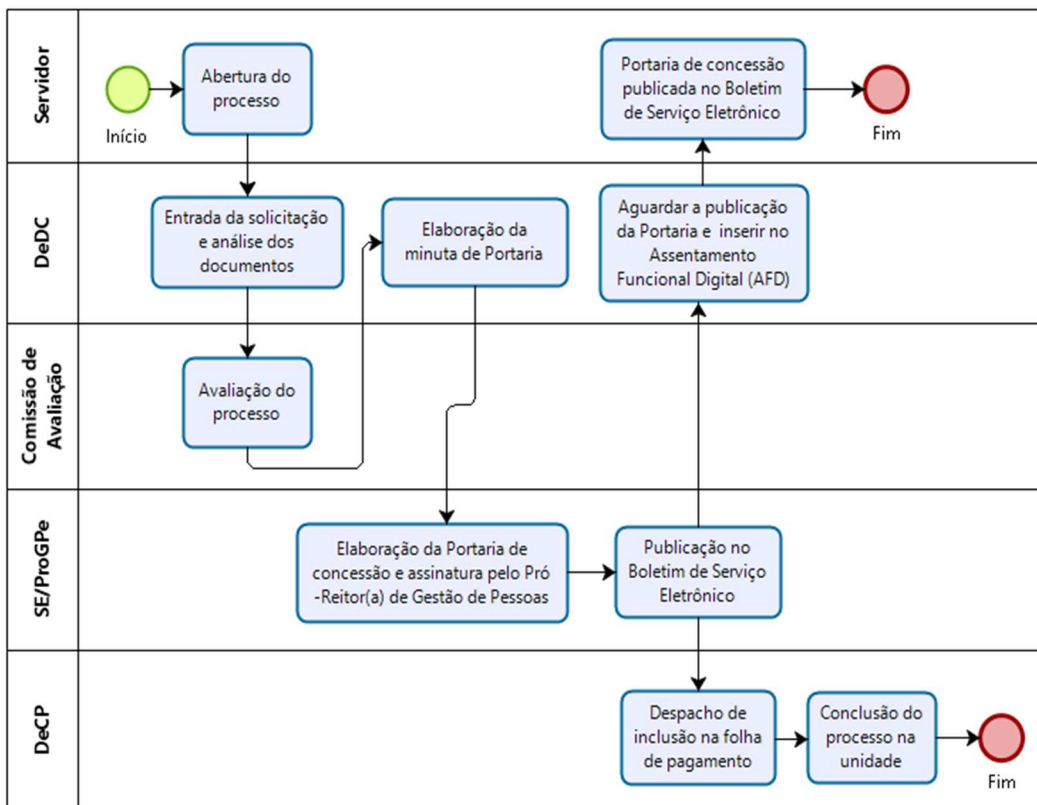 Servidor
Início
Abertura do
processo
Portaria de concessão
publicada no Boletim
de Serviço Eletrônico
Fim
DeDC
Entrada da solicitação
e análise dos
documentos
Elaboração da
minuta de Portaria
Aguardar a publicação
da Portaria e inserir no
Assentamento
Funcional Digital (AFD)
Comissão de
Avaliação
Avaliação do
processo
SE/ProGPe
Elaboração da Portaria de
concessão e assinatura pelo Pró
-Reitor(a) de Gestão de Pessoas
Publicação no
Boletim de Serviço
Eletrônico
DeCP
Despacho de
inclusão na folha
de pagamento
Conclusão do
processo na
unidade
Fim